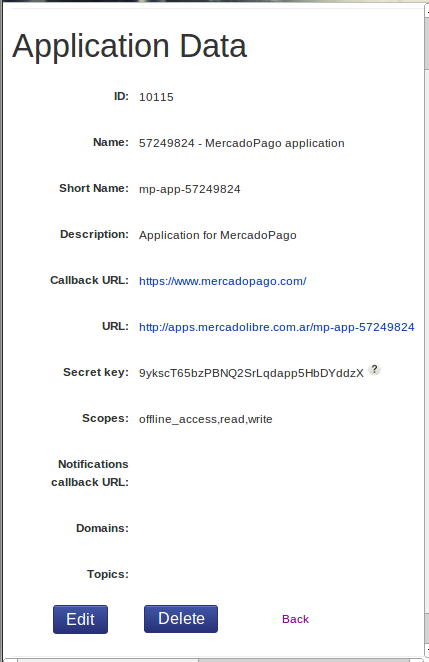 Application Data
ID: 10115
Name: 57249824 - MercadoPago application
Short Name: mp-app-57249824
Description: Application for MercadoPago
Callback URL: https://www.mercadopago.com/
URL: http://apps.mercadolibre.com.ar/mp-app-57249824
Secret key: 9ykscT65bzPBNQ2SrLqdapp5HbDYddzX ?
Scopes: offline_access,read,write
Notifications
callback URL:
Domains:
Topics:
Edit Delete Back